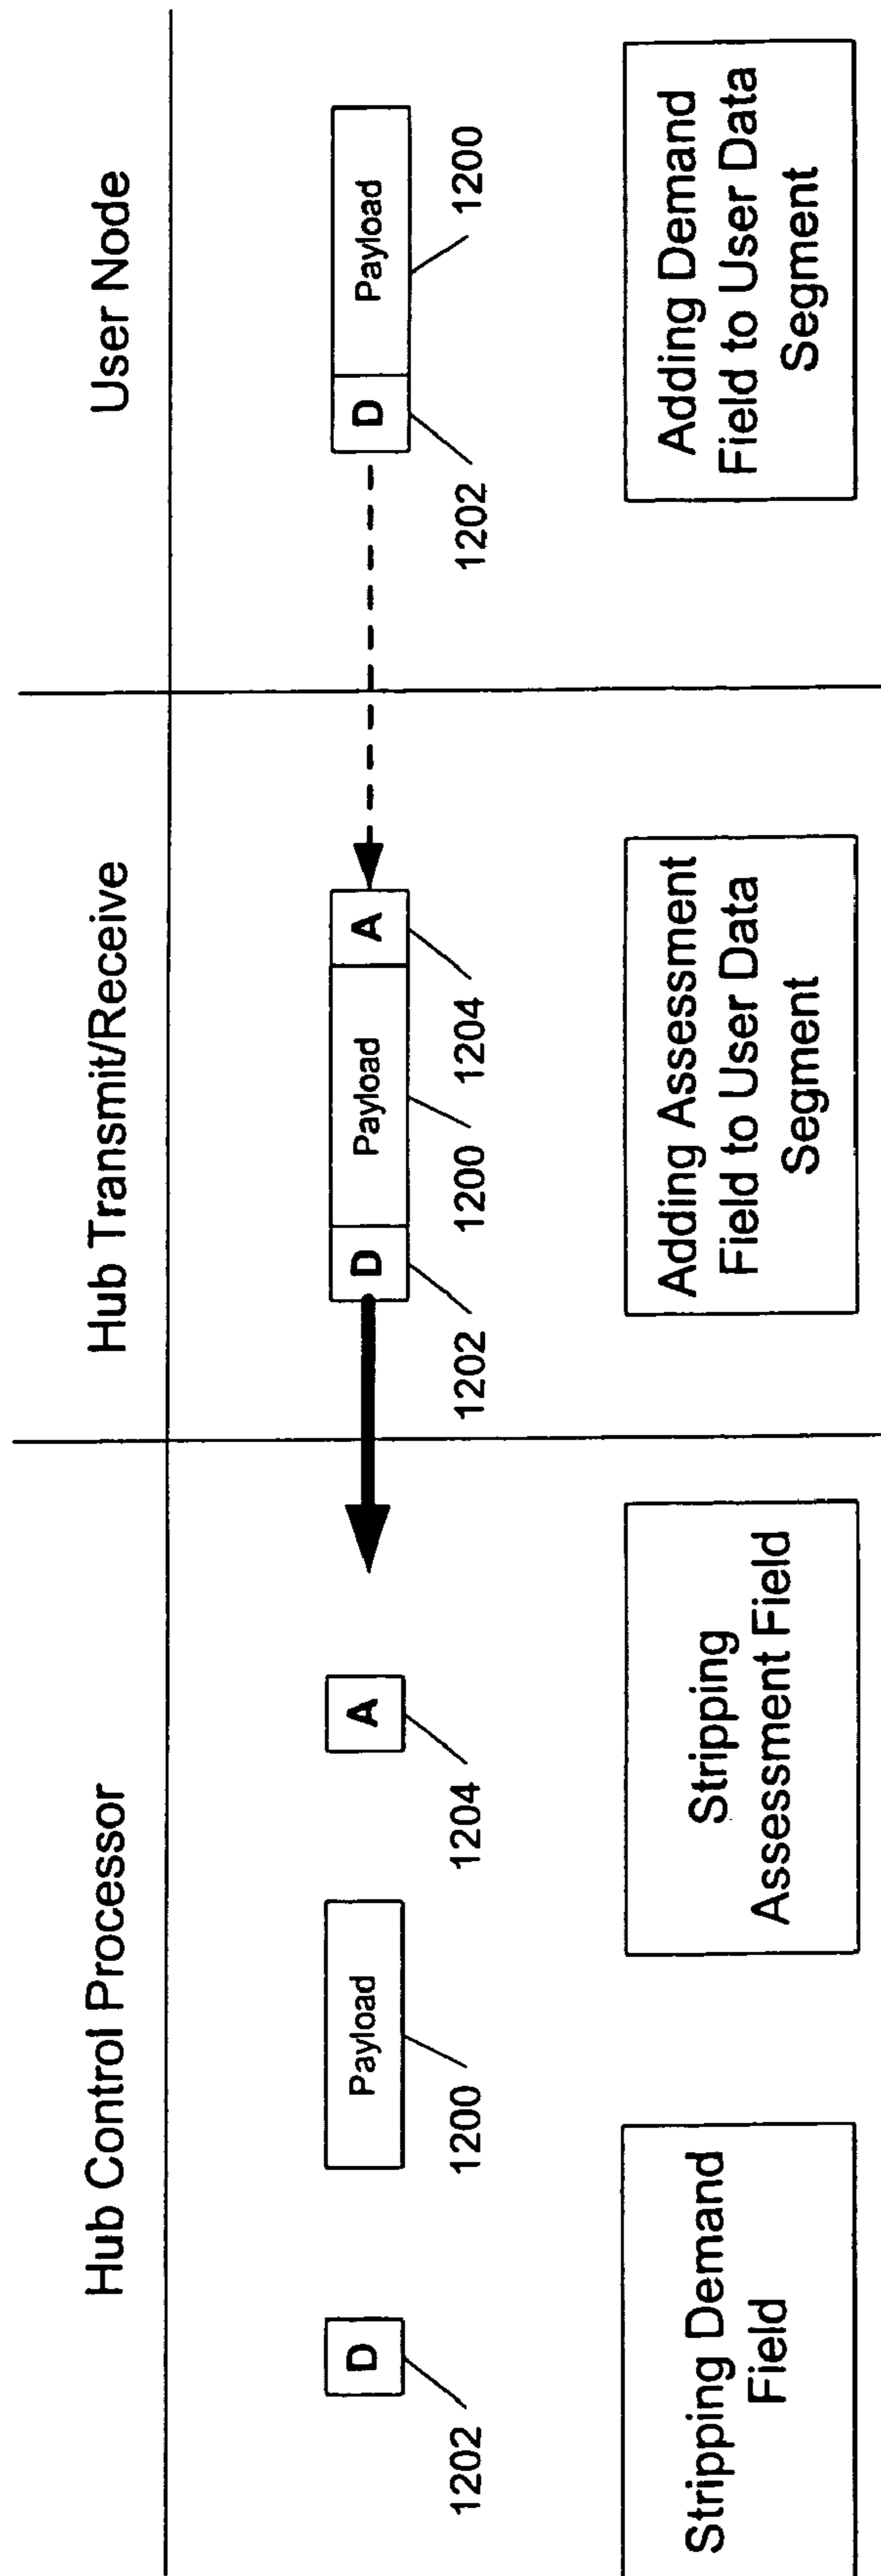 Hub Control Processor
Hub Transmit/Receive
User Node
D
Payload
A
D
Payload
A
D
Payload
1202
1200
1204
1202
1200
1204
1202
1200
Stripping Demand
Field
Stripping
Assessment Field
Adding Assessment
Field to User Data
Segment
Adding Demand
Field to User Data
Segment